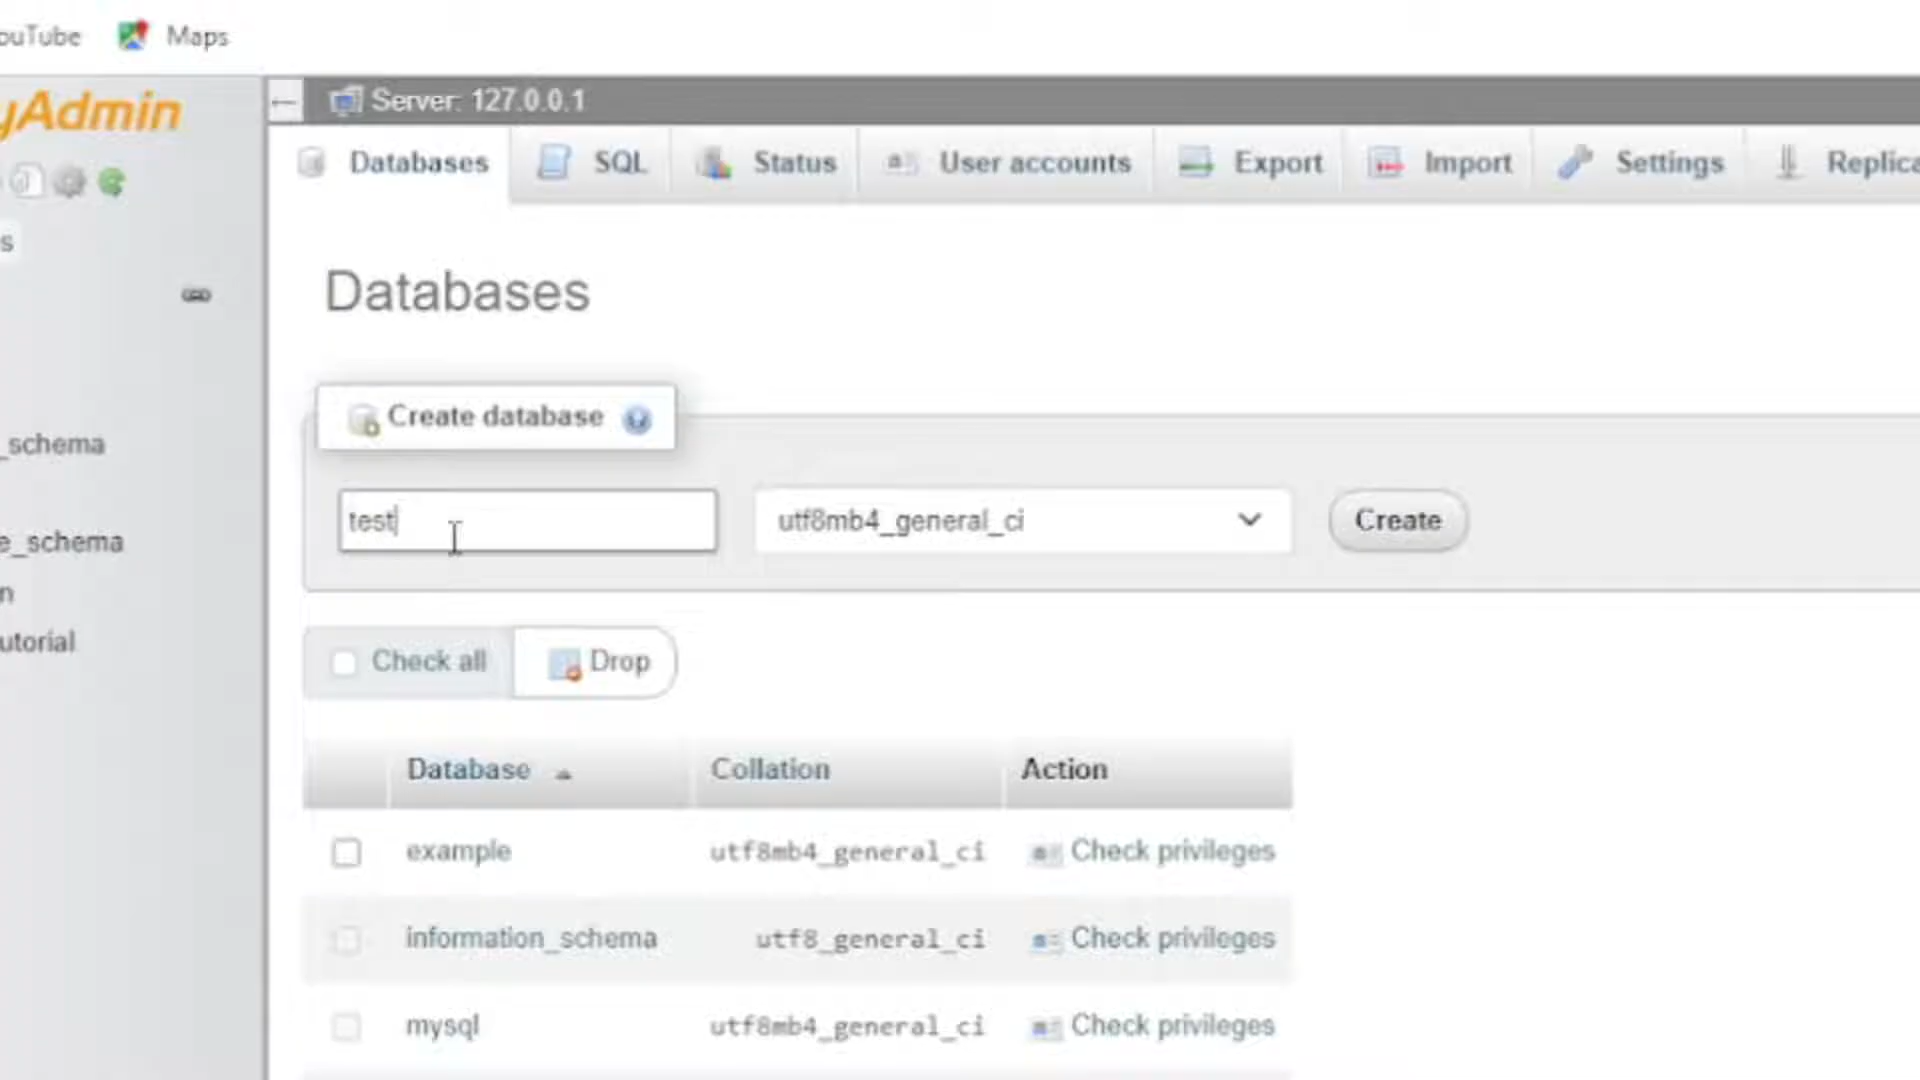 ouTube Maps
yAdmin
Server: 127.0.0.1
Databases SQL Status User accounts Export Import Settings Replica
s
Databases
Create database
_schema
test utf8mb4_general_ci Create
e_schema
n
utorial
Check all Drop
Database Collation Action
example utf8mb4_general_ci Check privileges
information_schema utf8_general_ci Check privileges
mysql utf8mb4_general_ci Check privileges